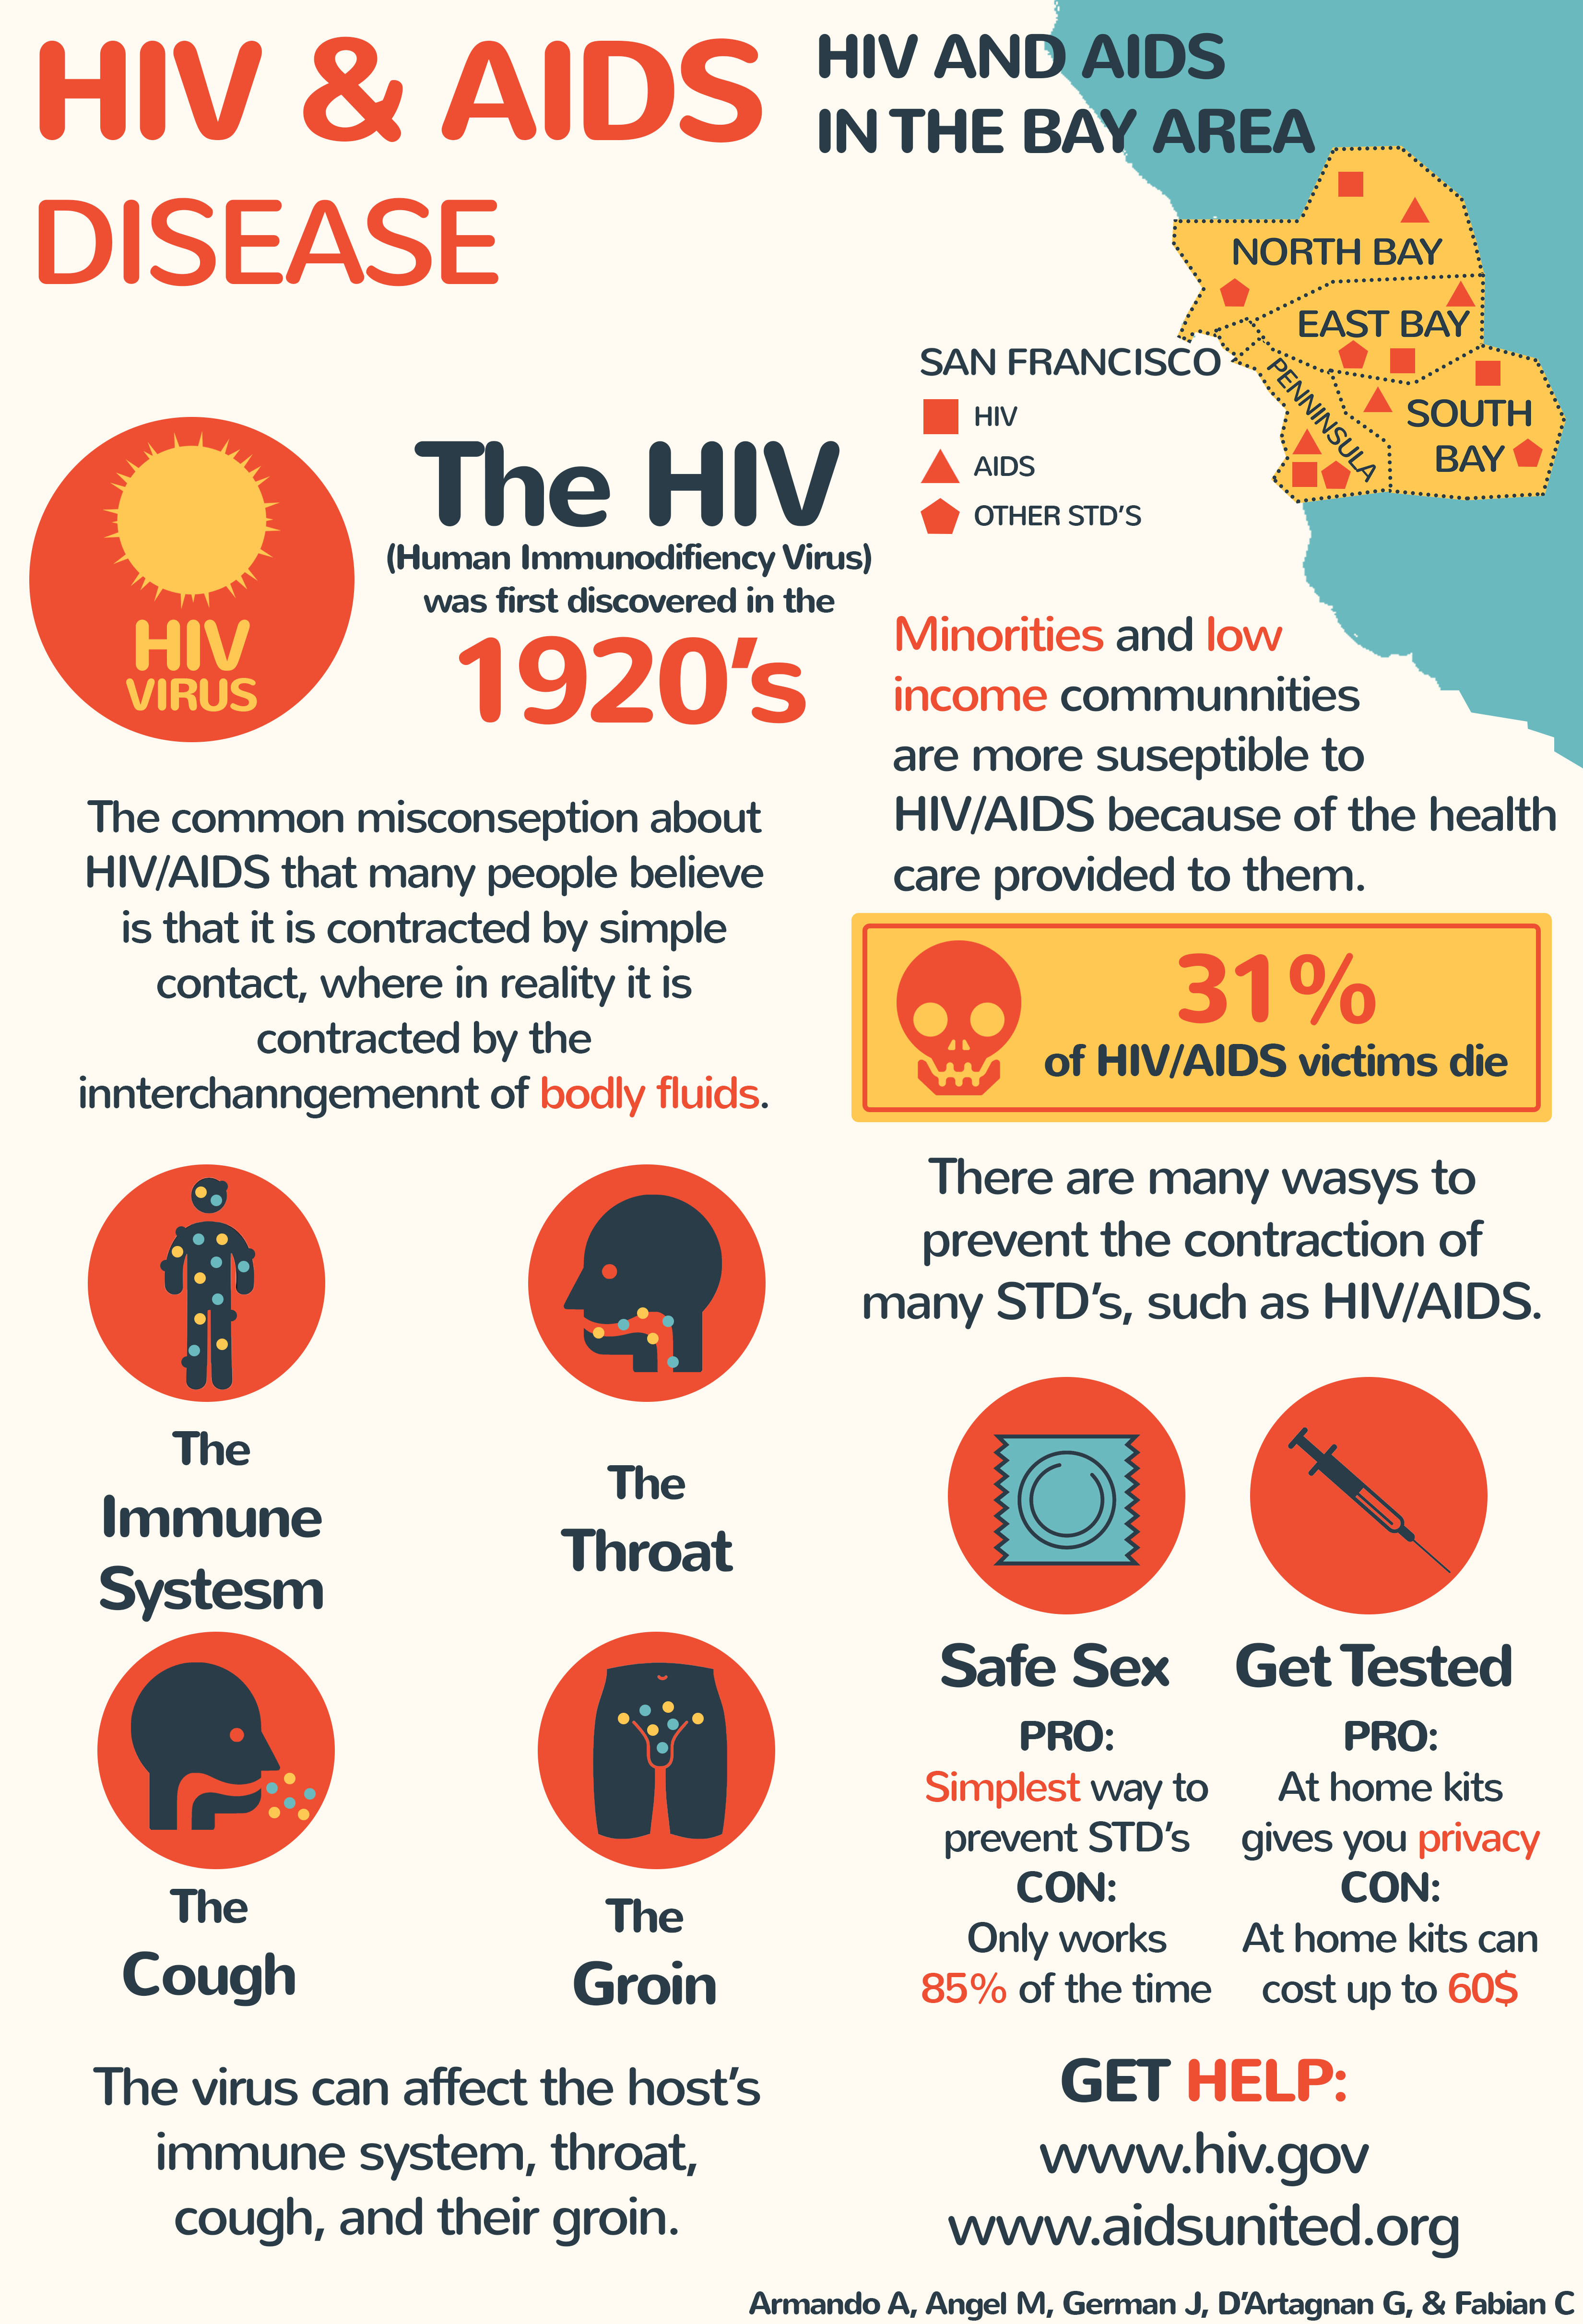 HIV & AIDS
DISEASE
HIV
VIRUS
The HIV
(Human Immunodifiency Virus)
was first discovered in the
1920's
The common misconseption about
HIV/AIDS that many people believe
is that it is contracted by simple
contact, where in reality it is
contracted by the
innterchanngemennt of bodly fluids.
The
Immune
Systesm
The
Throat
The
Cough
The
Groin
The virus can affect the host's
immune system, throat,
cough, and their groin.
HIV AND AIDS
IN THE BAY AREA
NORTH BAY
EAST BAY
SAN FRANCISCO
PENNINSULA
SOUTH
BAY
HIV
AIDS
OTHER STD'S
Minorities and low
income communnities
are more suseptible to
HIV/AIDS because of the health
care provided to them.
31%
of HIV/AIDS victims die
There are many wasys to
prevent the contraction of
many STD's, such as HIV/AIDS.
Safe Sex
PRO:
Simplest way to
prevent STD's
CON:
Only works
85% of the time
Get Tested
PRO:
At home kits
gives you privacy
CON:
At home kits can
cost up to 60$
GET HELP:
www.hiv.gov
www.aidsunited.org
Armando A, Angel M, German J, D'Artagnan G, & Fabian C